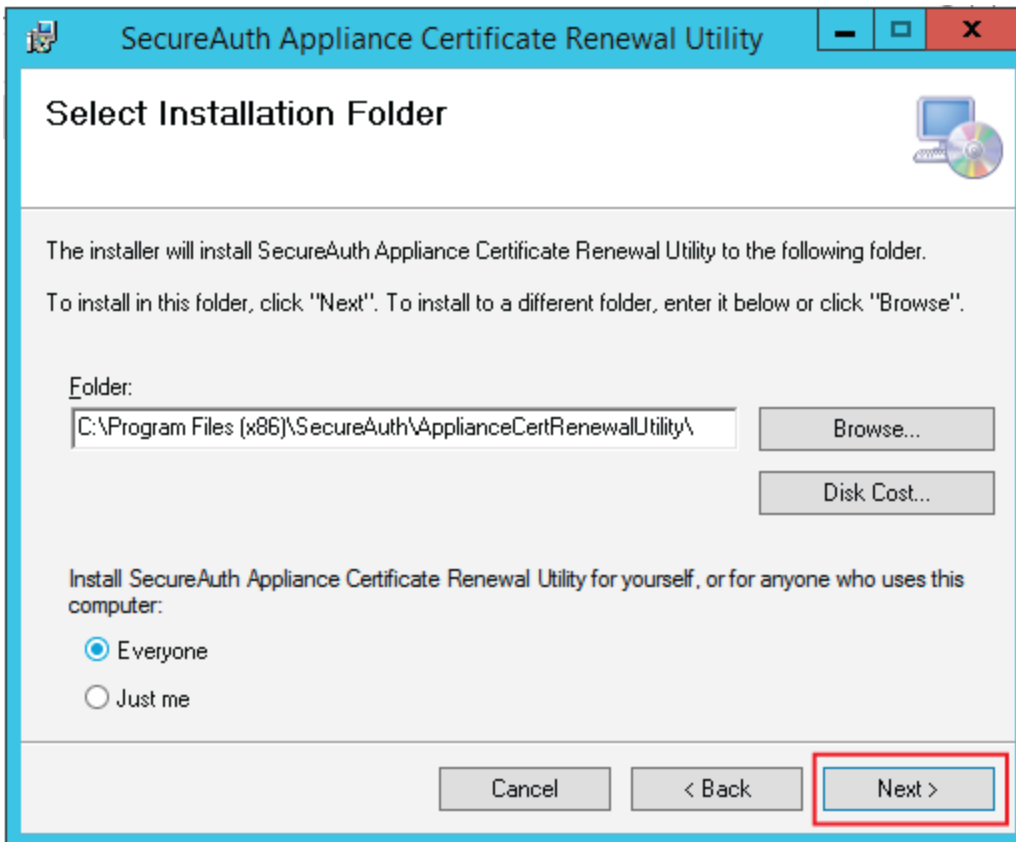 SecureAuth Appliance Certificate Renewal Utility
Select Installation Folder
The installer will install SecureAuth Appliance Certificate Renewal Utility to the following folder.
To install in this folder, click "Next". To install to a different folder, enter it below or click "Browse".
Folder:
C:\Program Files (x86)\SecureAuth\ApplianceCertRenewalUtility\
Browse...
Disk Cost...
Install SecureAuth Appliance Certificate Renewal Utility for yourself, or for anyone who uses this
computer:
Everyone
Just me
Cancel
< Back
Next >